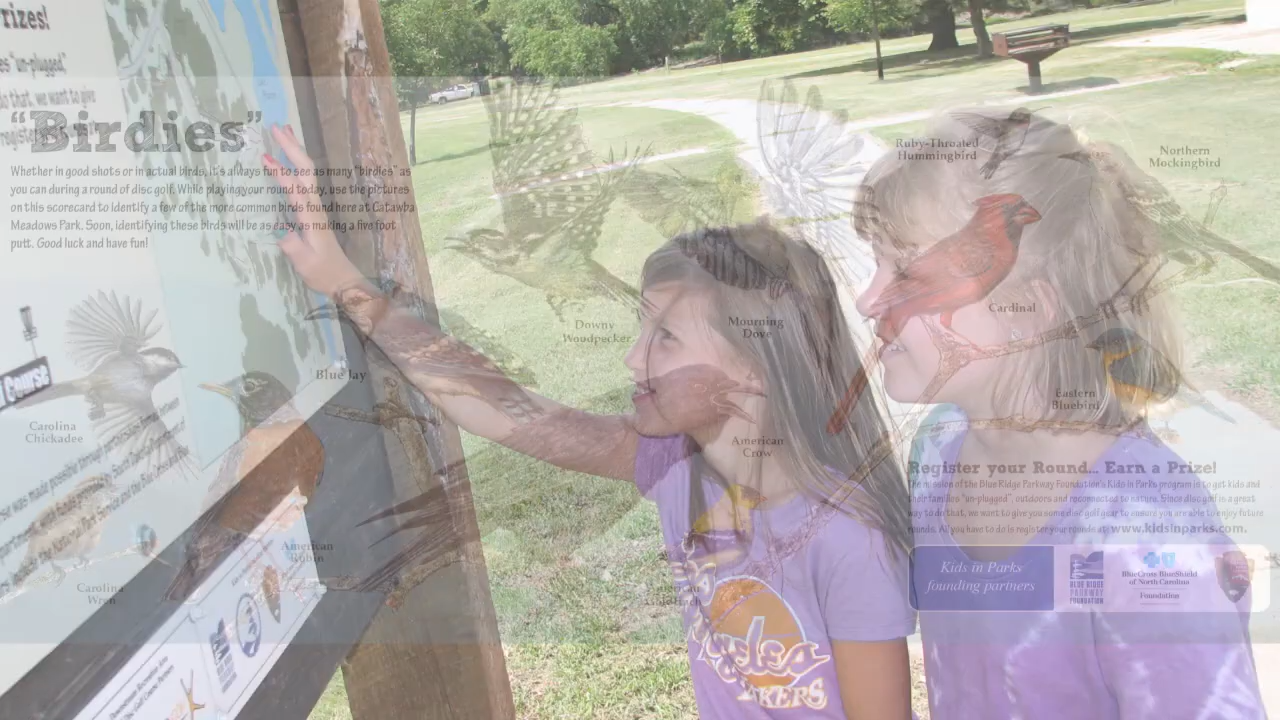 rizes!
es "un-plugged",
do that, we want to give
"Birdies"
Whether in good shots or in actual birds, it's always fun to see as many "birdies" as
you can during a round of disc golf. While playing your round today, use the pictures
on this scorecard to identify a few of the more common birds found here at Catawba
Meadows Park. Soon, identifying these birds will be as easy as making a five foot
putt. Good luck and have fun!
Ruby-Throated
Hummingbird
Northern
Mockingbird
Cardinal
Downy
Woodpecker
Mourning
Dove
Blue Jay
Course
Carolina
Chickadee
Eastern
Bluebird
American
Crow
American
Robin
Carolina
Wren
Register your Round... Earn a Prize!
The mission of the Blue Ridge Parkway Foundation's Kids in Parks program is to get kids and
their families "un-plugged", outdoors and reconnected to nature. Since disc golf is a great
way to do that, we want to give you some disc golf gear to ensure you are able to enjoy future
rounds. All you have to do is register your rounds at: www.kidsinparks.com.
Kids in Parks
founding partners
BLUE RIDGE
PARKWAY
FOUNDATION
BlueCross BlueShield
of North Carolina
Foundation